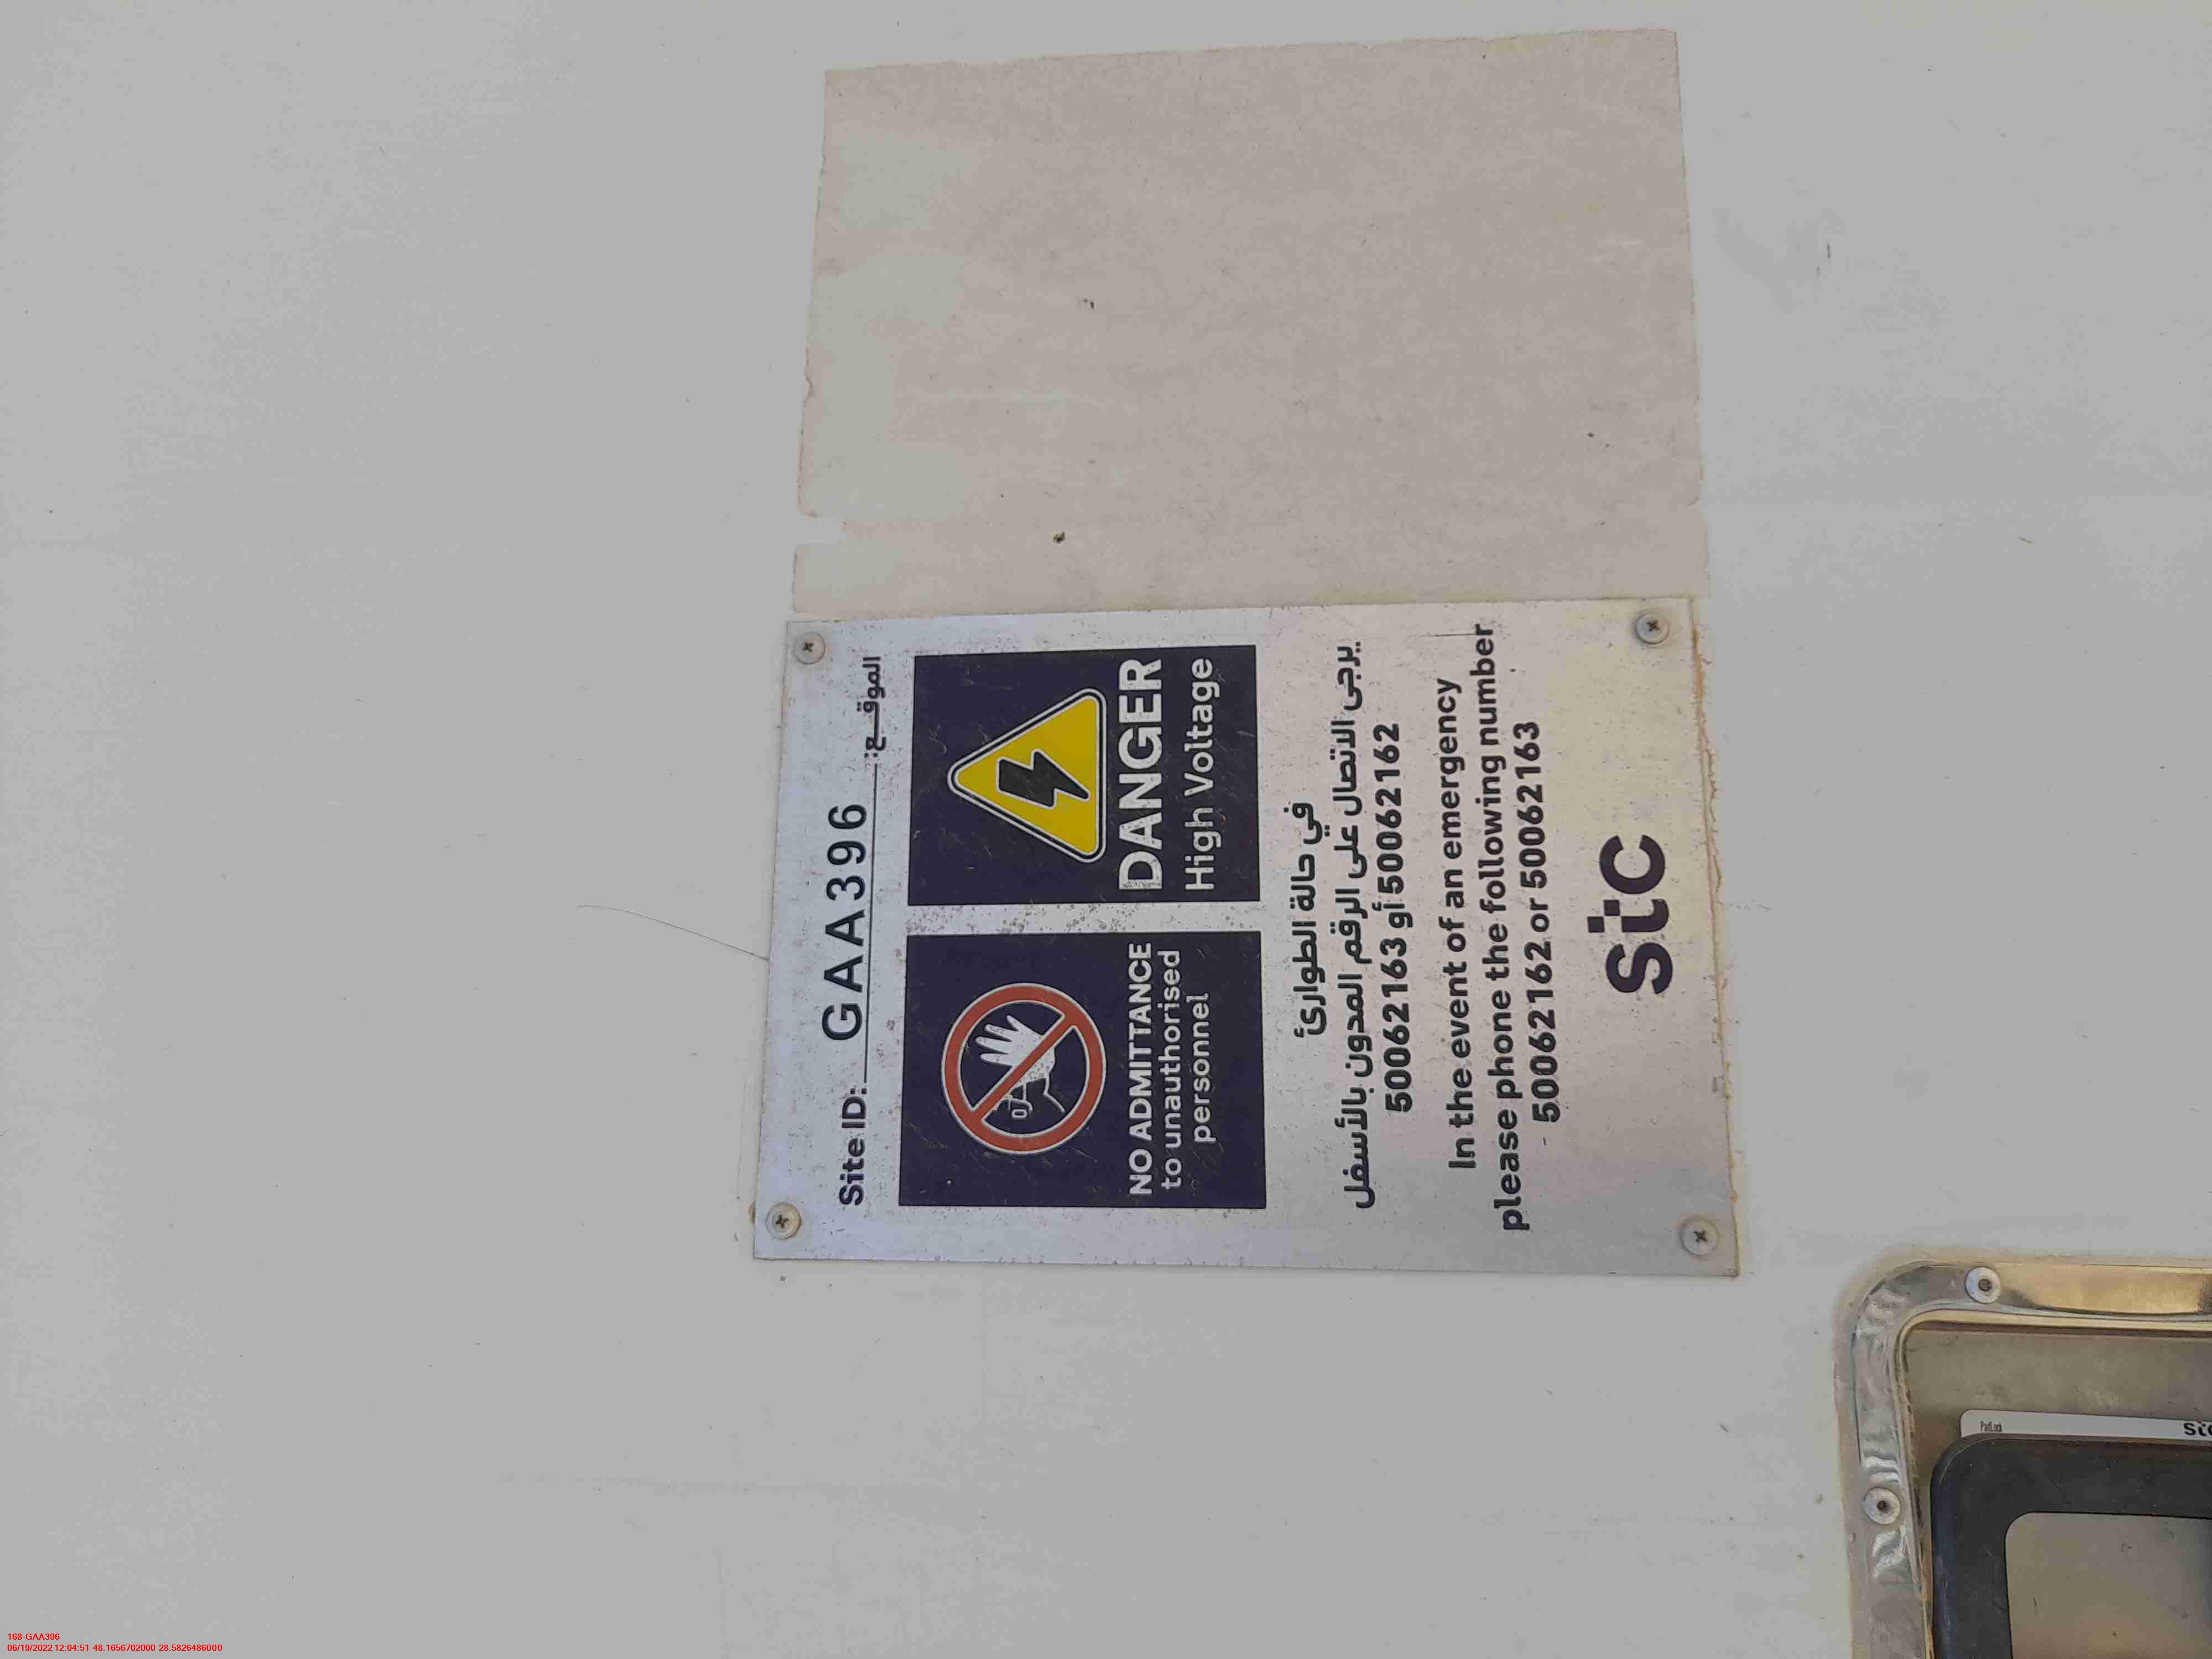 Site ID: GAA396 الموقع:
NO ADMITTANCE
to unauthorised
personnel
DANGER
High Voltage
في حالة الطوارئ
يرجى الاتصال على الرقم المدون بالأسفل
50062162 أو 50062163
In the event of an emergency
please phone the following number
50062162 or 50062163
stc
PadLock
stc
168-GAA396
06/19/2022 12:04:51 48.1656702000 28.5826486000